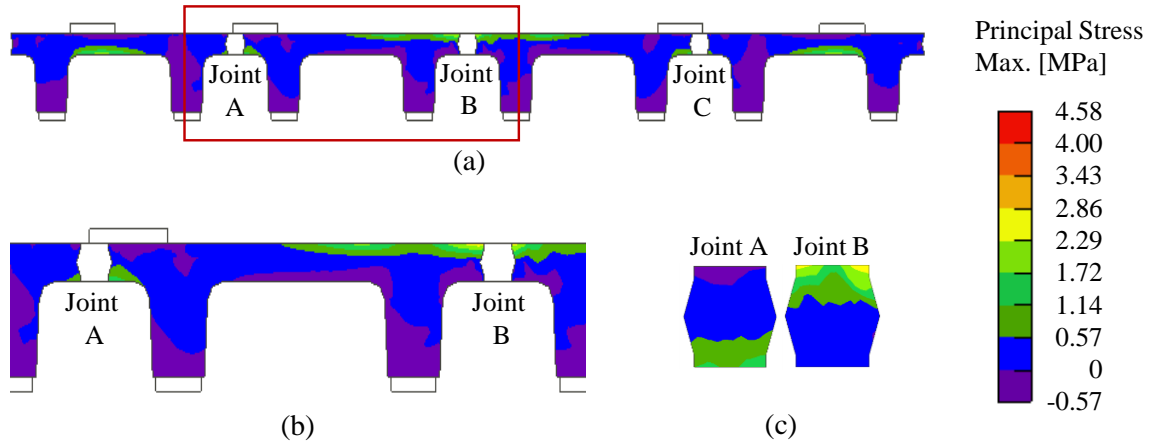 Joint
A
Joint
B
Joint
C
(a)
Principal Stress
Max. [MPa]
4.58
4.00
3.43
2.86
2.29
1.72
1.14
0.57
0
-0.57
Joint
A
Joint
B
(b)
Joint A
Joint B
(c)